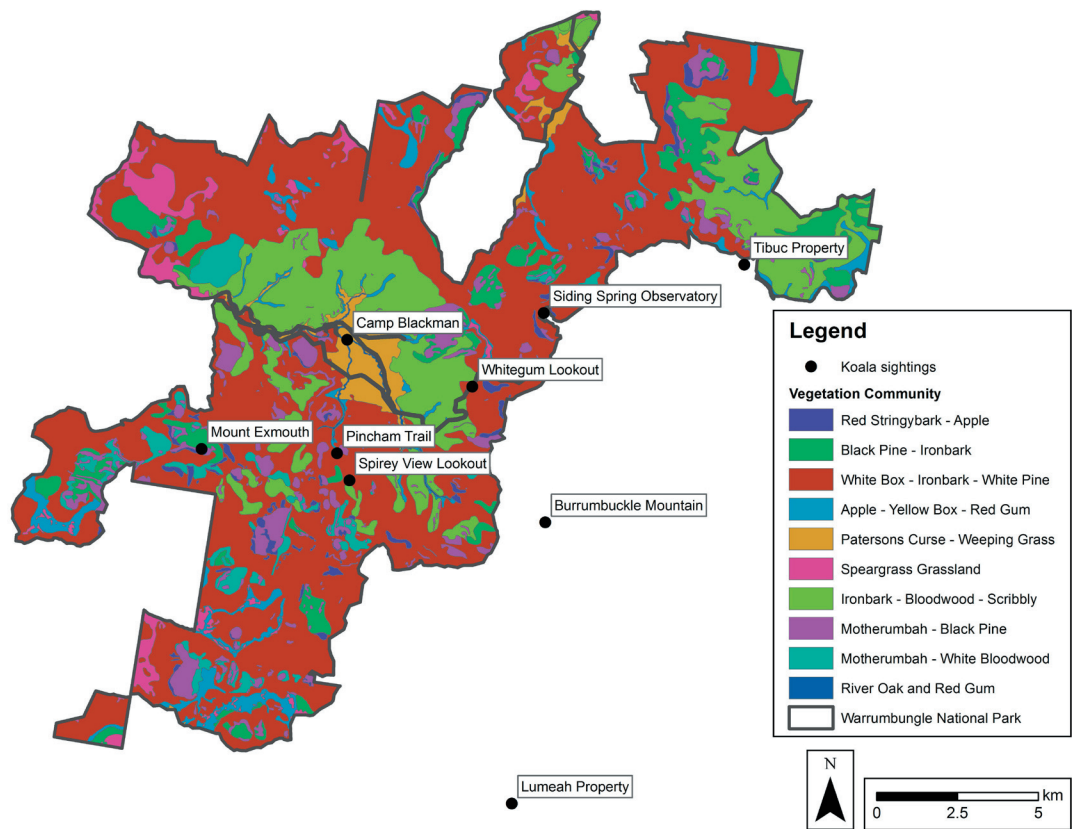 Tibuc Property
Siding Spring Observatory
Camp Blackman
Whitegum Lookout
Mount Exmouth
Pincham Trail
Spirey View Lookout
Burrumbuckle Mountain
Lumeah Property
Legend
Koala sightings
Vegetation Community
Red Stringybark - Apple
Black Pine - Ironbark
White Box - Ironbark - White Pine
Apple - Yellow Box - Red Gum
Patersons Curse - Weeping Grass
Speargrass Grassland
Ironbark - Bloodwood - Scribbly
Motherumbah - Black Pine
Motherumbah - White Bloodwood
River Oak and Red Gum
Warrumbungle National Park
N
km
0 2.5 5